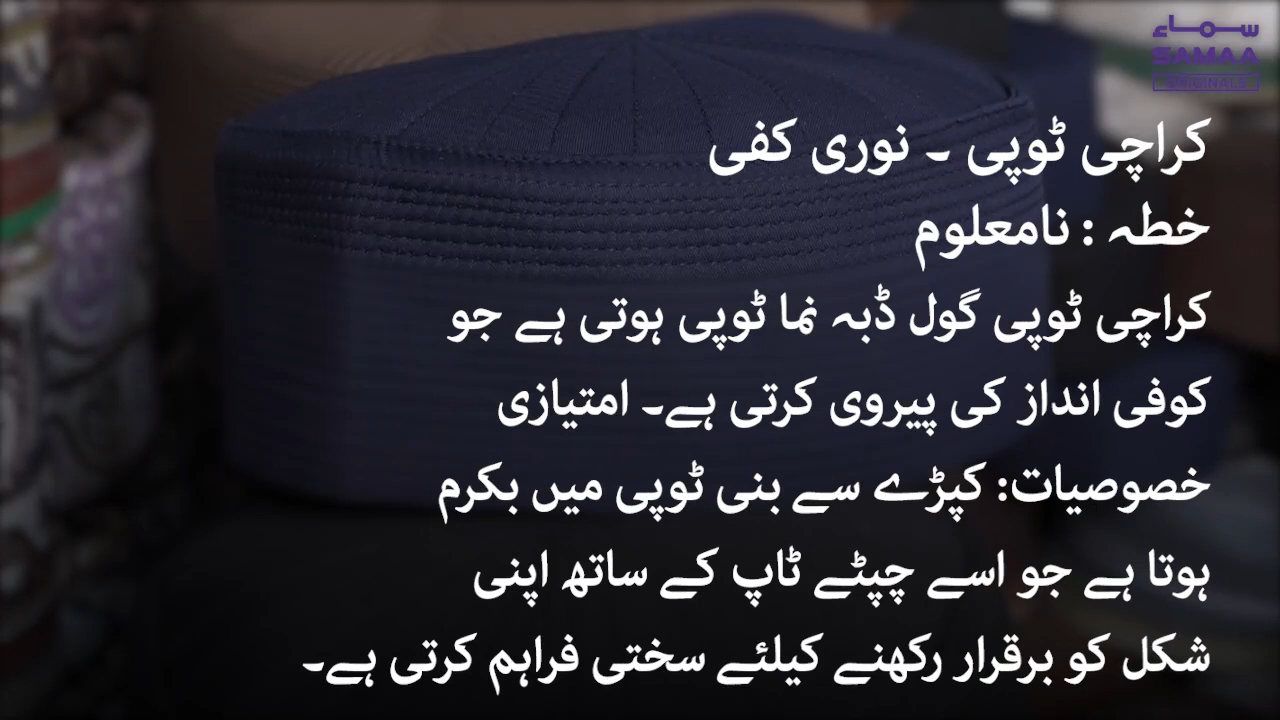 سماء
SAMAA
ORIGINALS
کراچی ٹوپی ۔ نوری کفی
خطہ : نامعلوم
کراچی ٹوپی گول ڈبہ نما ٹوپی ہوتی ہے جو
کوفی انداز کی پیروی کرتی ہے۔ امتیازی
خصوصیات: کپڑے سے بنی ٹوپی میں بکرم
ہوتا ہے جو اسے چپٹے ٹاپ کے ساتھ اپنی
شکل کو برقرار رکھنے کیلئے سختی فراہم کرتی ہے۔